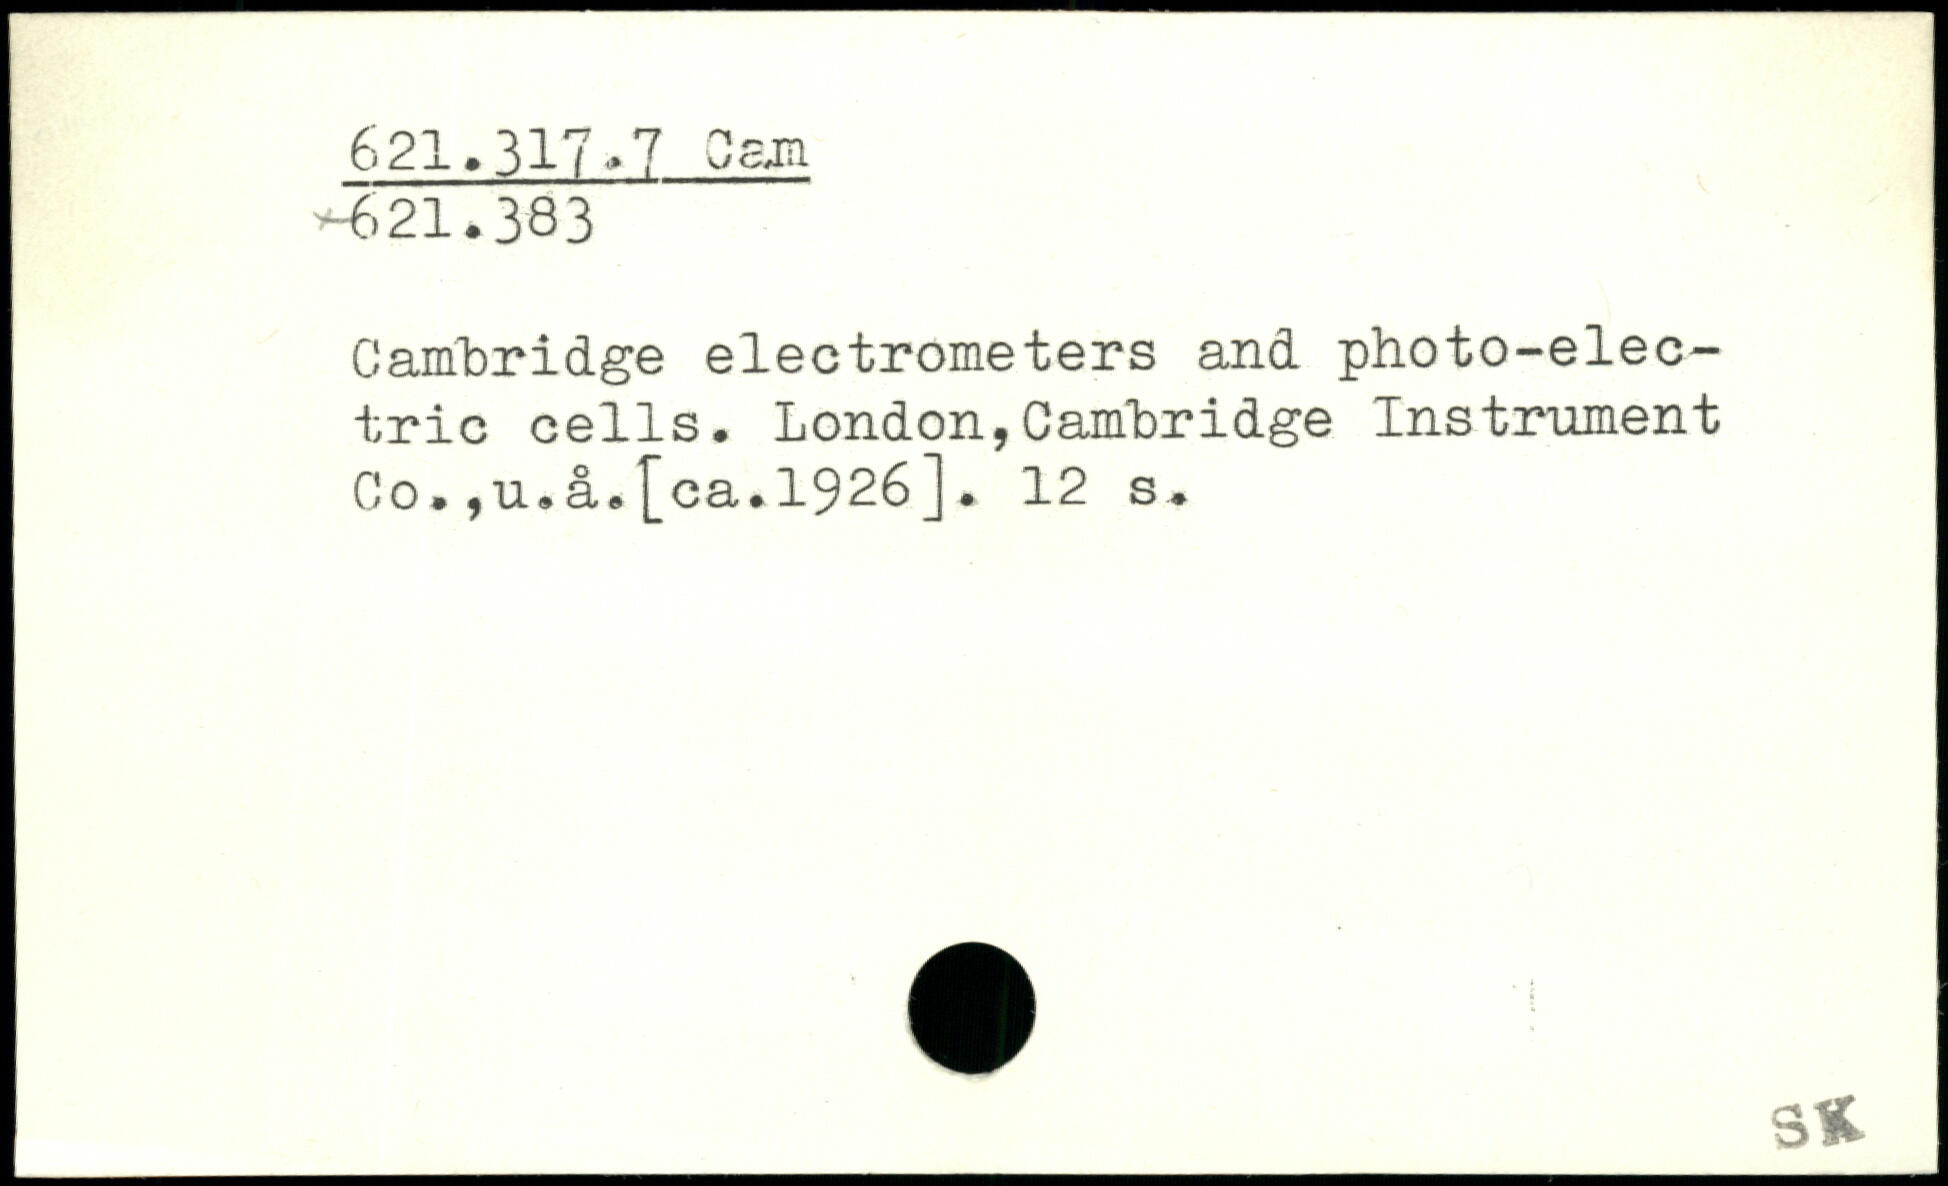 621.317.7 Cam
621.383
Cambridge electrometers and photo-elec-
tric cells. London,Cambridge Instrument
Co.,u.å.[ca.1926]. 12 s.
SK